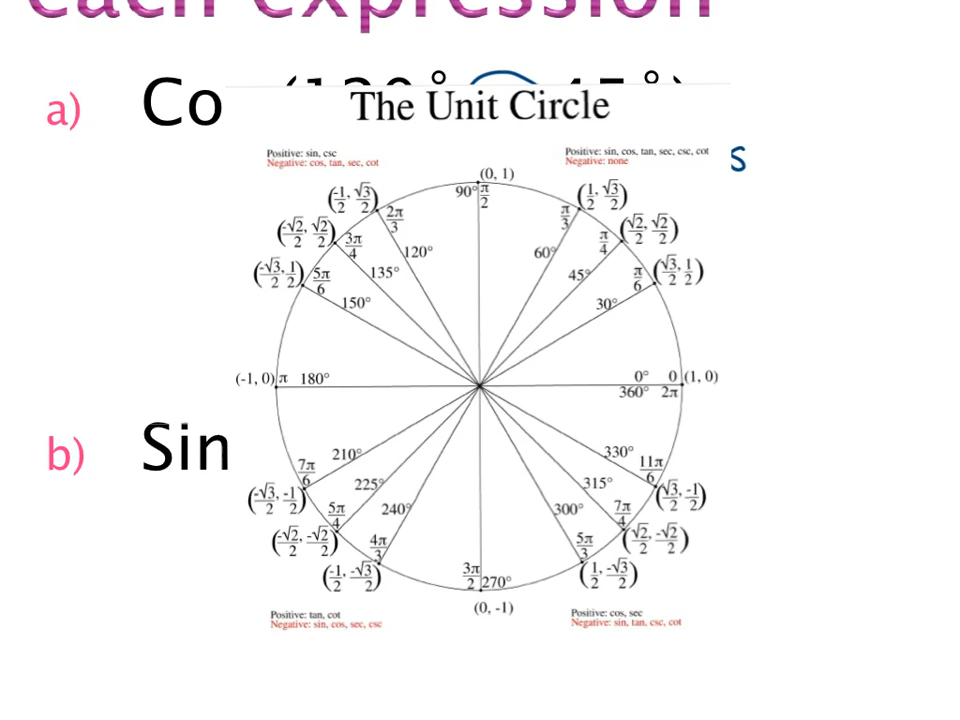 each expression
a) Co (120° 45°)
The Unit Circle
Positive: sin, csc
Negative: cos, tan, sec, cot
Positive: sin, cos, tan, sec, csc, cot
Negative: none
s
(0, 1)
90° π/2
(-1/2, √3/2) 2π/3 120°
(-√2/2, √2/2) 3π/4 135°
(-√3/2, 1/2) 5π/6 150°
60° π/3 (1/2, √3/2)
45° π/4 (√2/2, √2/2)
30° π/6 (√3/2, 1/2)
(-1, 0) π 180°
0° 0 (1, 0)
360° 2π
b) Sin
210° 7π/6 (-√3/2, -1/2)
225° 5π/4 (-√2/2, -√2/2)
240° 4π/3 (-1/2, -√3/2)
330° 11π/6 (√3/2, -1/2)
315° 7π/4 (√2/2, -√2/2)
300° 5π/3 (1/2, -√3/2)
3π/2 270°
(0, -1)
Positive: tan, cot
Negative: sin, cos, sec, csc
Positive: cos, sec
Negative: sin, tan, csc, cot